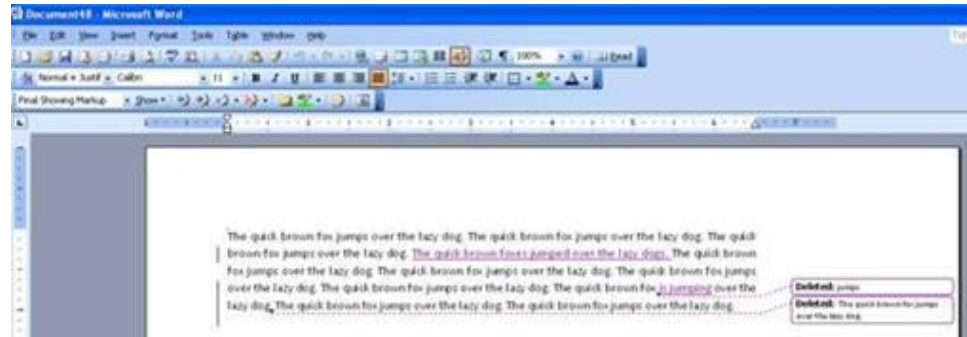 Document48 - Microsoft Word
File Edit View Insert Format Tools Table Window Help
100% Read
Normal + Justif Calibri 11 B I U
Final Showing Markup Show
The quick brown fox jumps over the lazy dog. The quick brown fox jumps over the lazy dog. The quick
brown fox jumps over the lazy dog. The quick brown foxes jumped over the lazy dogs. The quick brown
fox jumps over the lazy dog. The quick brown fox jumps over the lazy dog. The quick brown fox jumps
over the lazy dog. The quick brown fox jumps over the lazy dog. The quick brown fox is jumping over the
lazy dog. The quick brown fox jumps over the lazy dog. The quick brown fox jumps over the lazy dog.
Deleted: jumps
Deleted: The quick brown fox jumps
over the lazy dog.